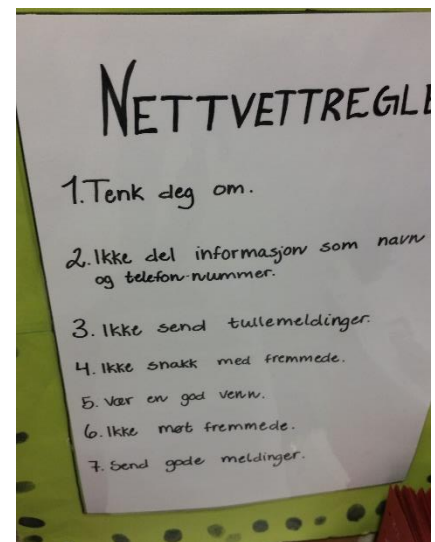 NETTVETTREGLE
1. Tenk deg om.
2. Ikke del informasjon som navn
og telefon-nummer.
3. Ikke send tullemeldinger.
4. Ikke snakk med fremmede.
5. Vær en god venn.
6. Ikke møt fremmede.
7. Send gode meldinger.